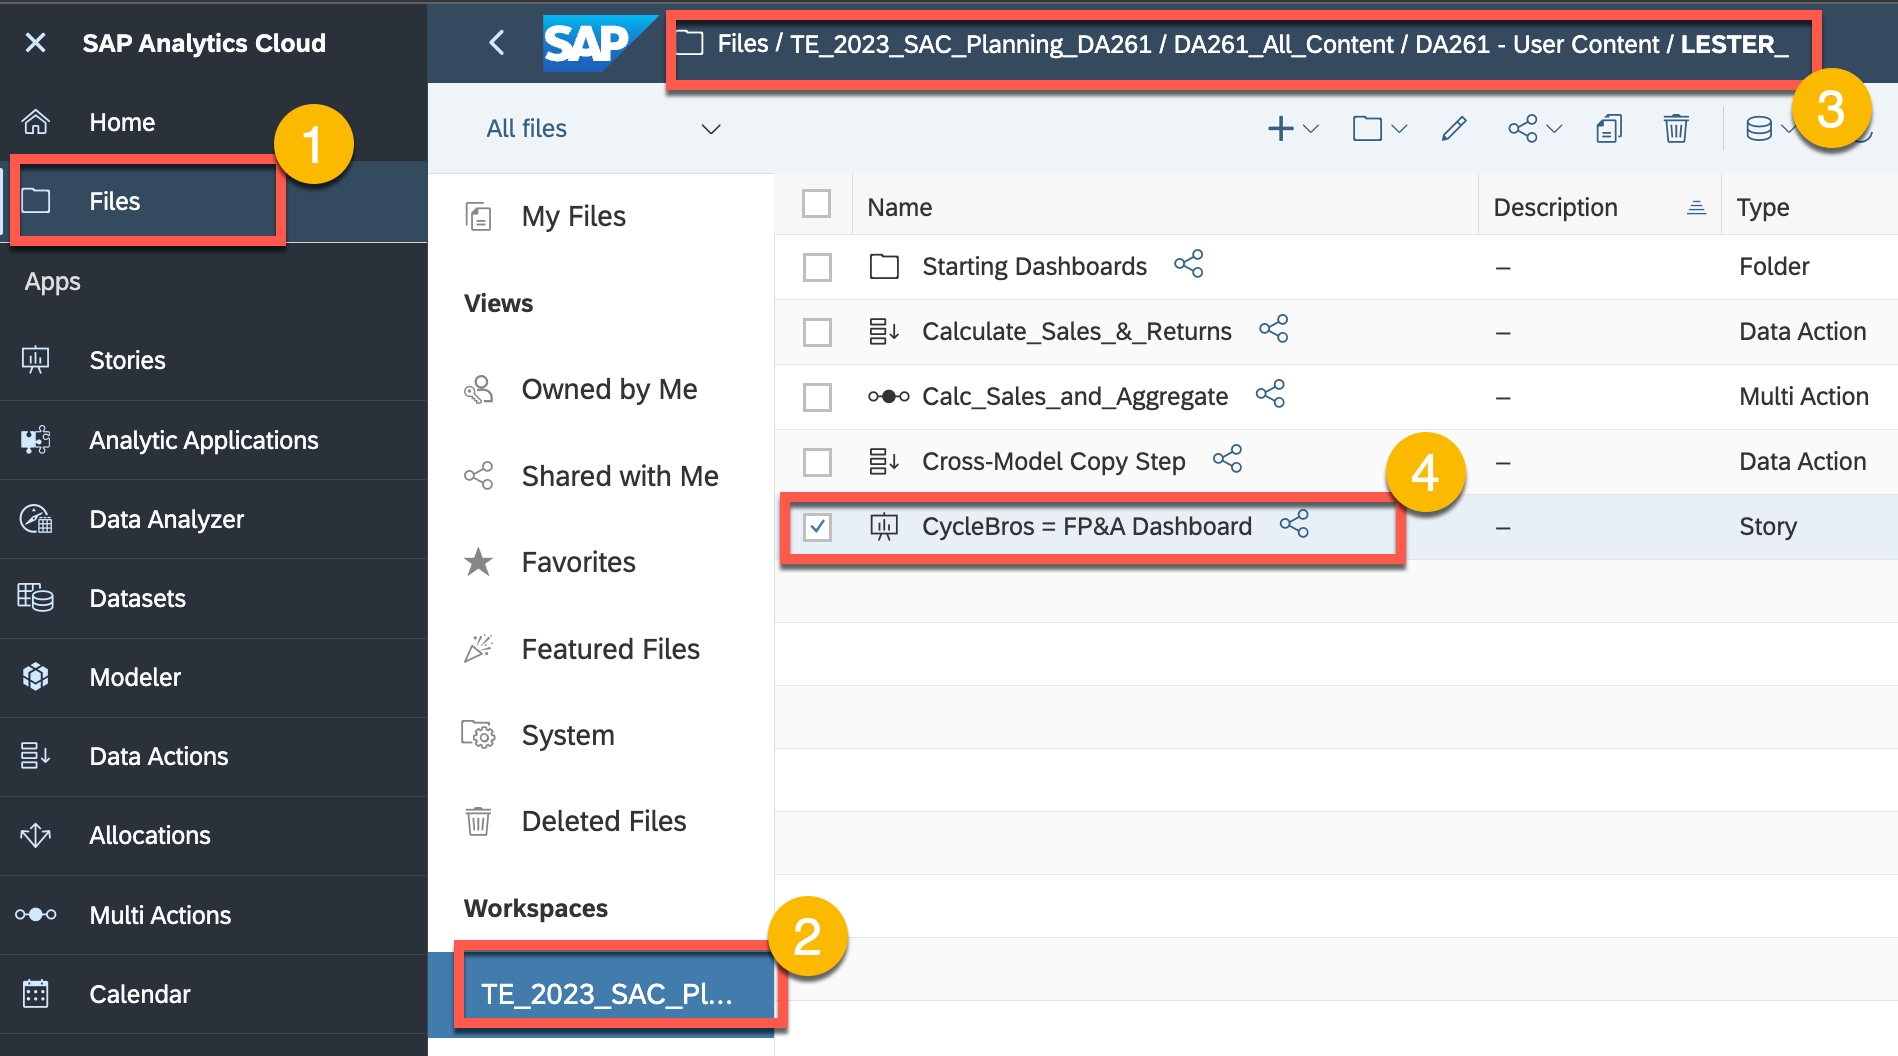 SAP Analytics Cloud
Home
1
Files
Apps
Stories
Analytic Applications
Data Analyzer
Datasets
Modeler
Data Actions
Allocations
Multi Actions
Calendar
SAP
Files / TE_2023_SAC_Planning_DA261 / DA261_All_Content / DA261 - User Content / LESTER_
3
All files
My Files
Views
Owned by Me
Shared with Me
Favorites
Featured Files
System
Deleted Files
Workspaces
2
TE_2023_SAC_Pl...
Name Description Type
Starting Dashboards – Folder
Calculate_Sales_&_Returns – Data Action
Calc_Sales_and_Aggregate – Multi Action
Cross-Model Copy Step – Data Action
4
CycleBros = FP&A Dashboard – Story